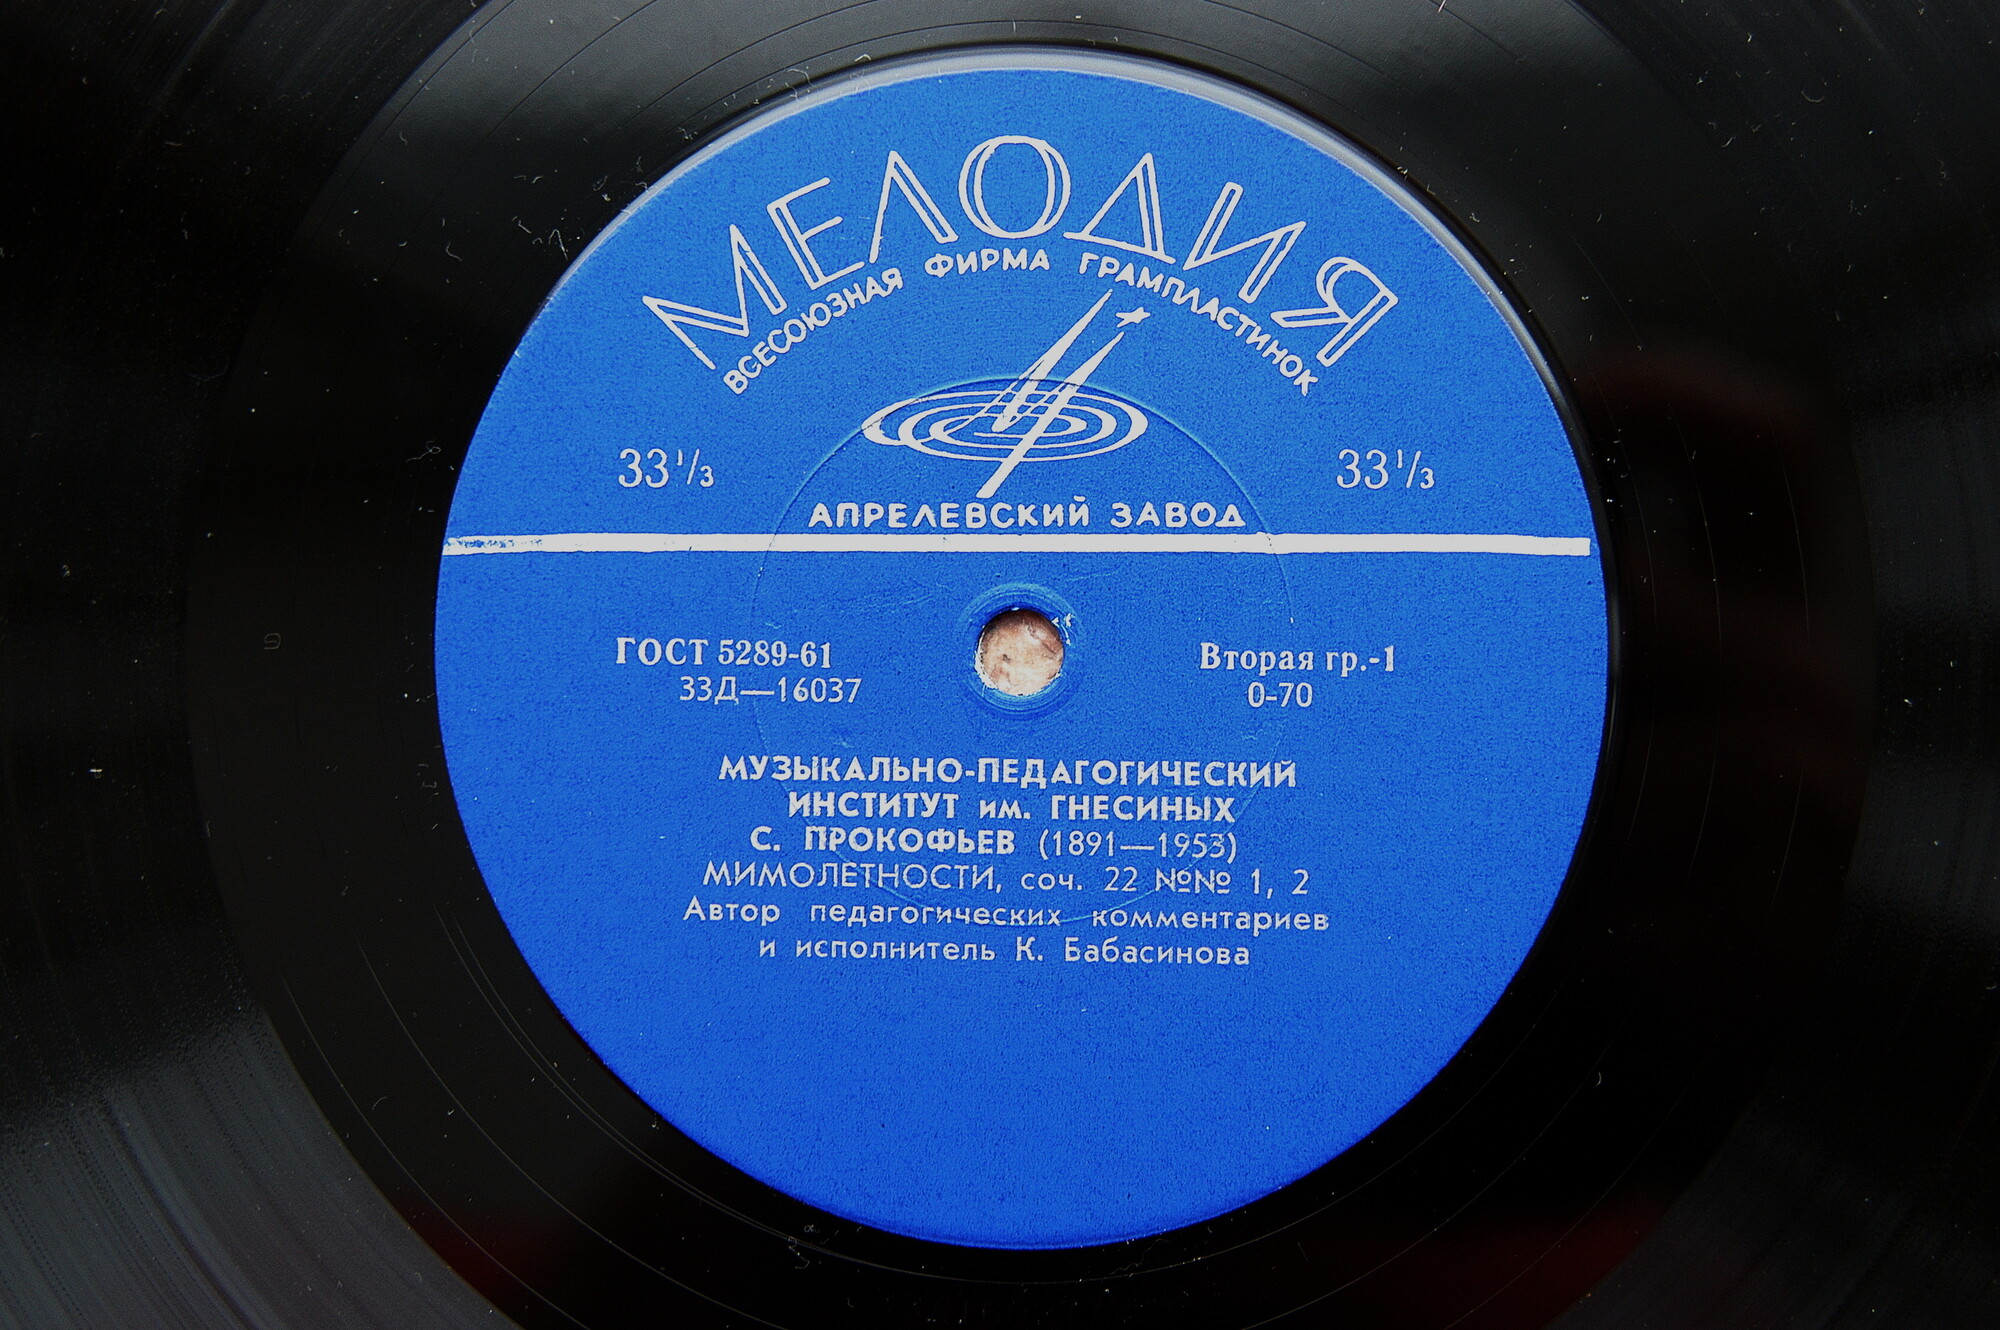 МЕЛОДИЯ
ВСЕСОЮЗНАЯ ФИРМА ГРАМПЛАСТИНОК
33 1/3 33 1/3
АПРЕЛЕВСКИЙ ЗАВОД
ГОСТ 5289-61 Вторая гр.-1
33Д—16037 0-70
МУЗЫКАЛЬНО-ПЕДАГОГИЧЕСКИЙ
ИНСТИТУТ им. ГНЕСИНЫХ
С. ПРОКОФЬЕВ (1891—1953)
МИМОЛЕТНОСТИ, соч. 22 №№ 1, 2
Автор педагогических комментариев
и исполнитель К. Бабасинова